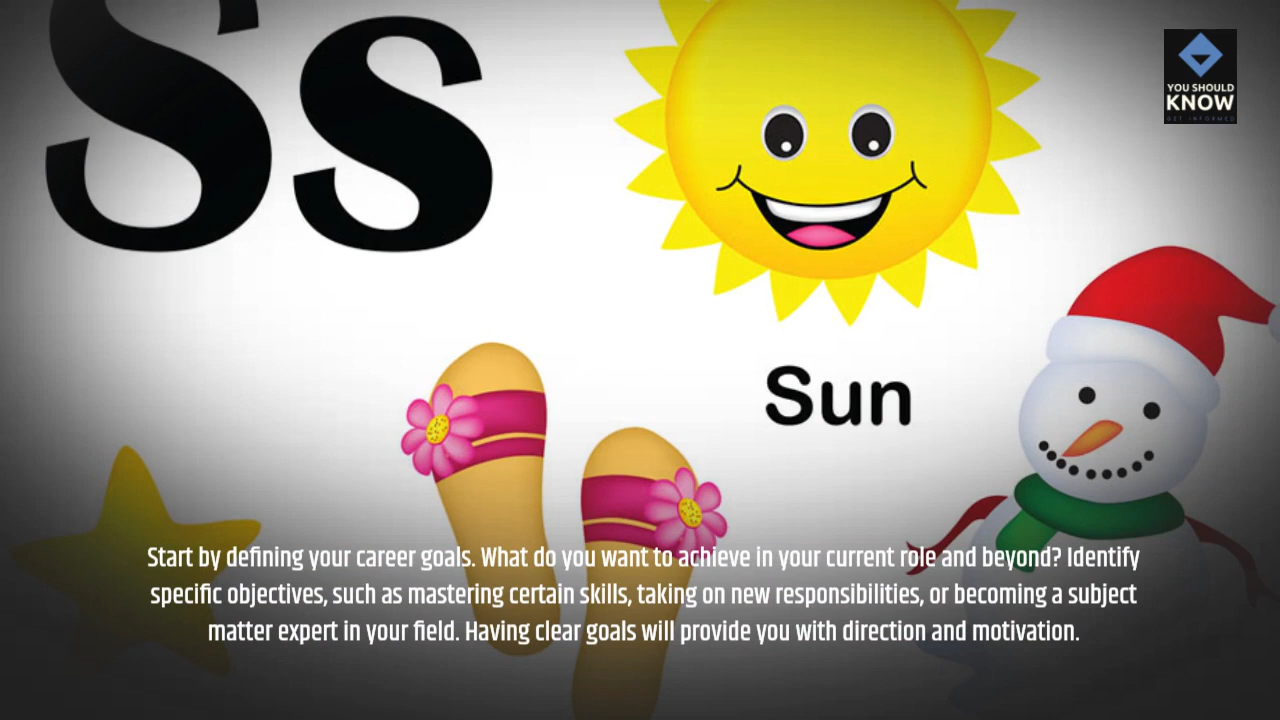 Ss
YOU SHOULD
KNOW
GET INFORMED
Sun
Start by defining your career goals. What do you want to achieve in your current role and beyond? Identify
specific objectives, such as mastering certain skills, taking on new responsibilities, or becoming a subject
matter expert in your field. Having clear goals will provide you with direction and motivation.